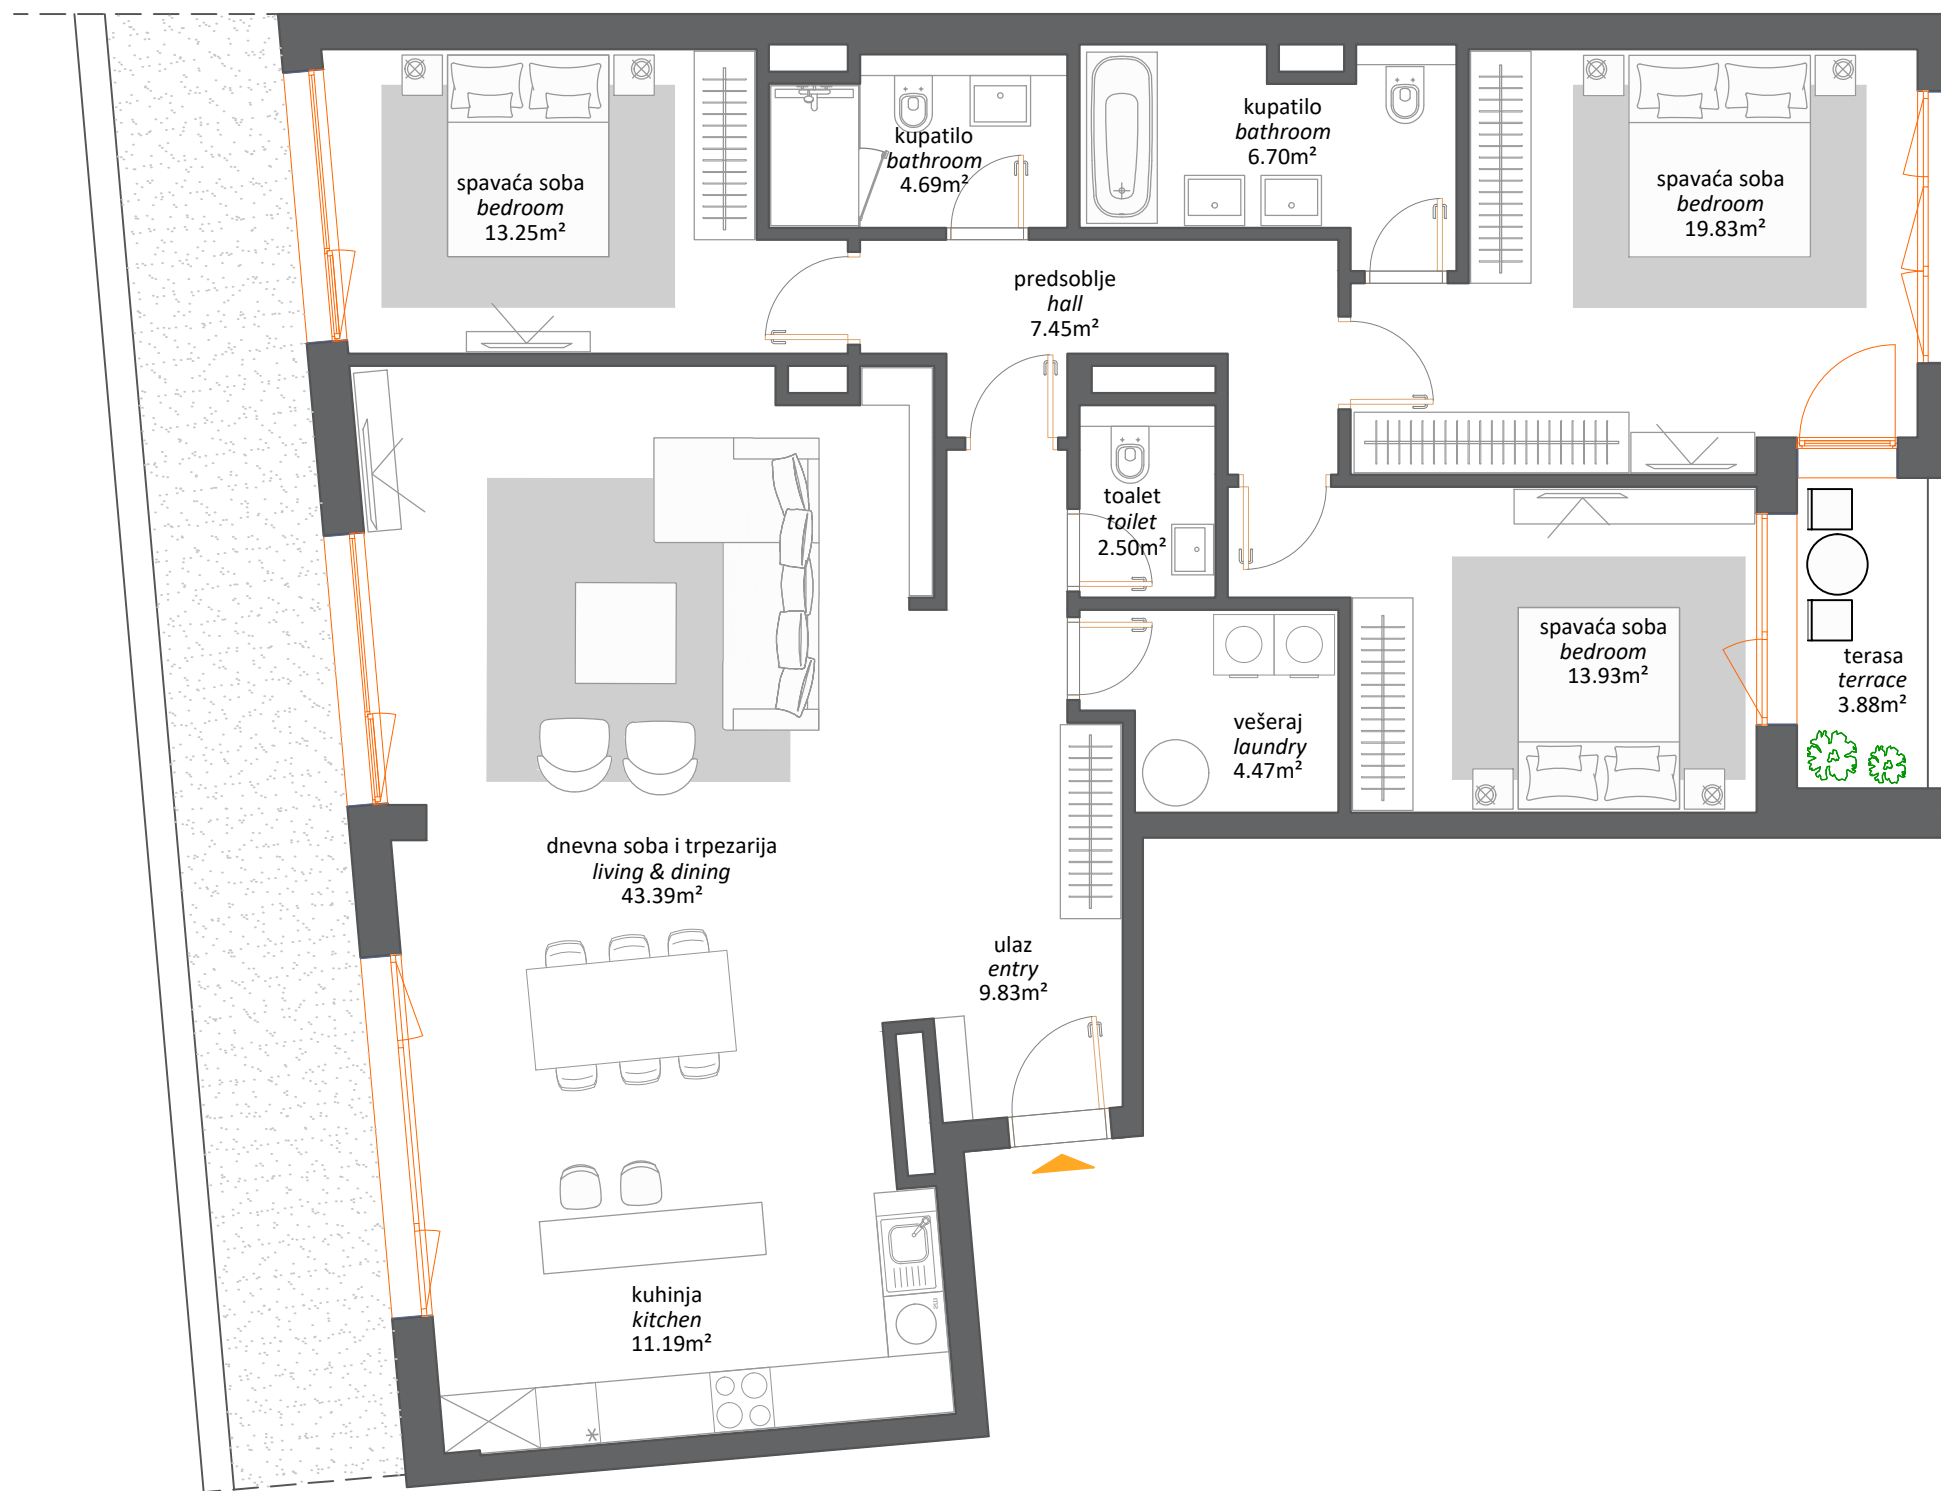 kupatilo
bathroom
4.69m²
kupatilo
bathroom
6.70m²
spavaća soba
bedroom
13.25m²
spavaća soba
bedroom
19.83m²
predsoblje
hall
7.45m²
toalet
toilet
2.50m²
spavaća soba
bedroom
13.93m²
terasa
terrace
3.88m²
vešeraj
laundry
4.47m²
dnevna soba i trpezarija
living & dining
43.39m²
ulaz
entry
9.83m²
kuhinja
kitchen
11.19m²